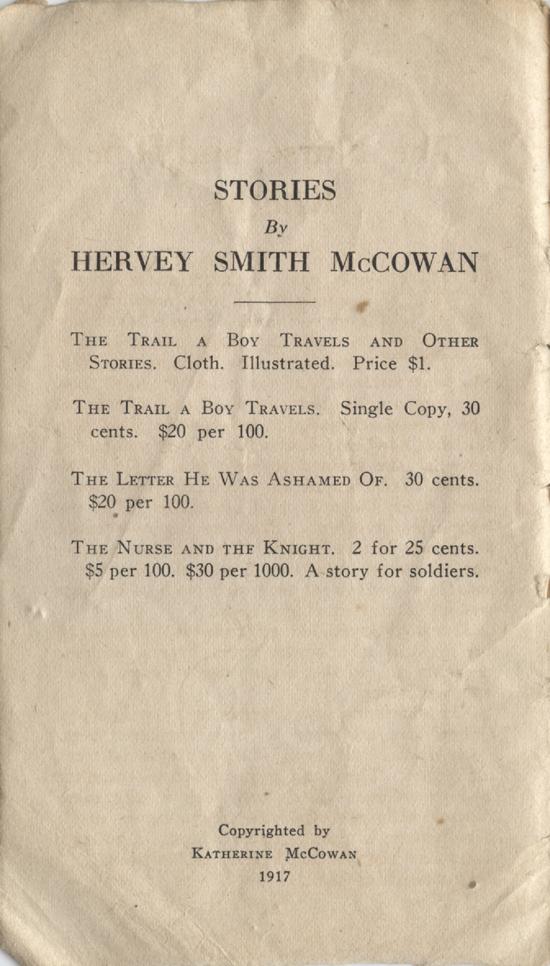 STORIES
By
HERVEY SMITH McCOWAN
THE TRAIL A BOY TRAVELS AND OTHER
STORIES. Cloth. Illustrated. Price $1.
THE TRAIL A BOY TRAVELS. Single Copy, 30
cents. $20 per 100.
THE LETTER HE WAS ASHAMED OF. 30 cents.
$20 per 100.
THE NURSE AND THE KNIGHT. 2 for 25 cents.
$5 per 100. $30 per 1000. A story for soldiers.
Copyrighted by
KATHERINE McCOWAN
1917